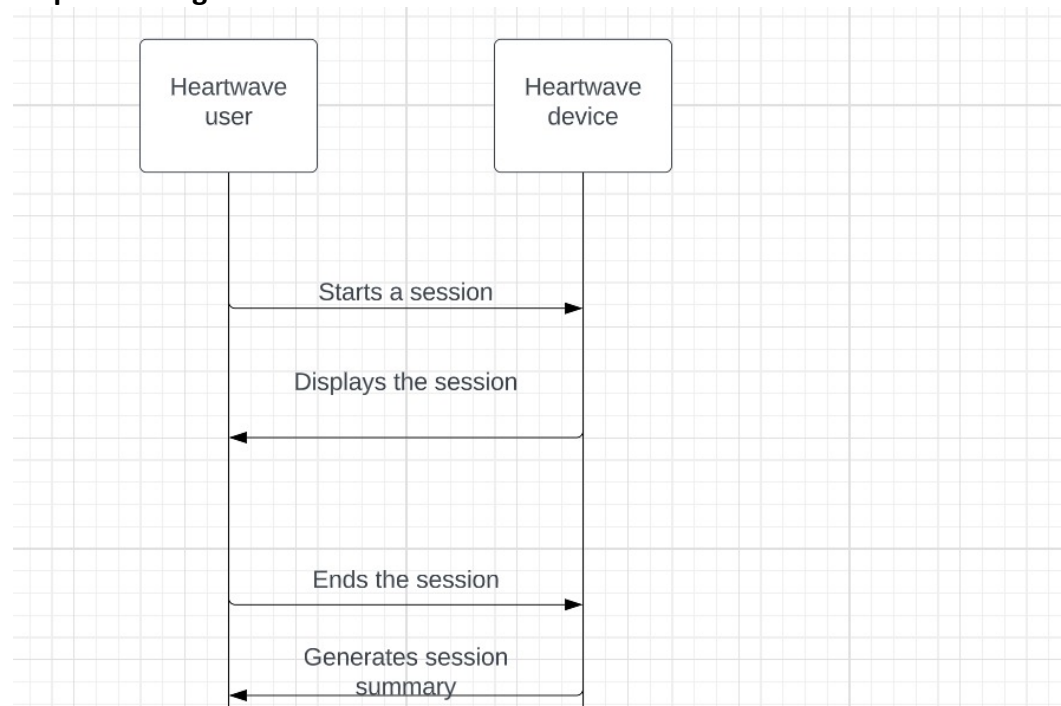 Heartwave
user
Heartwave
device
Starts a session
Displays the session
Ends the session
Generates session
summary